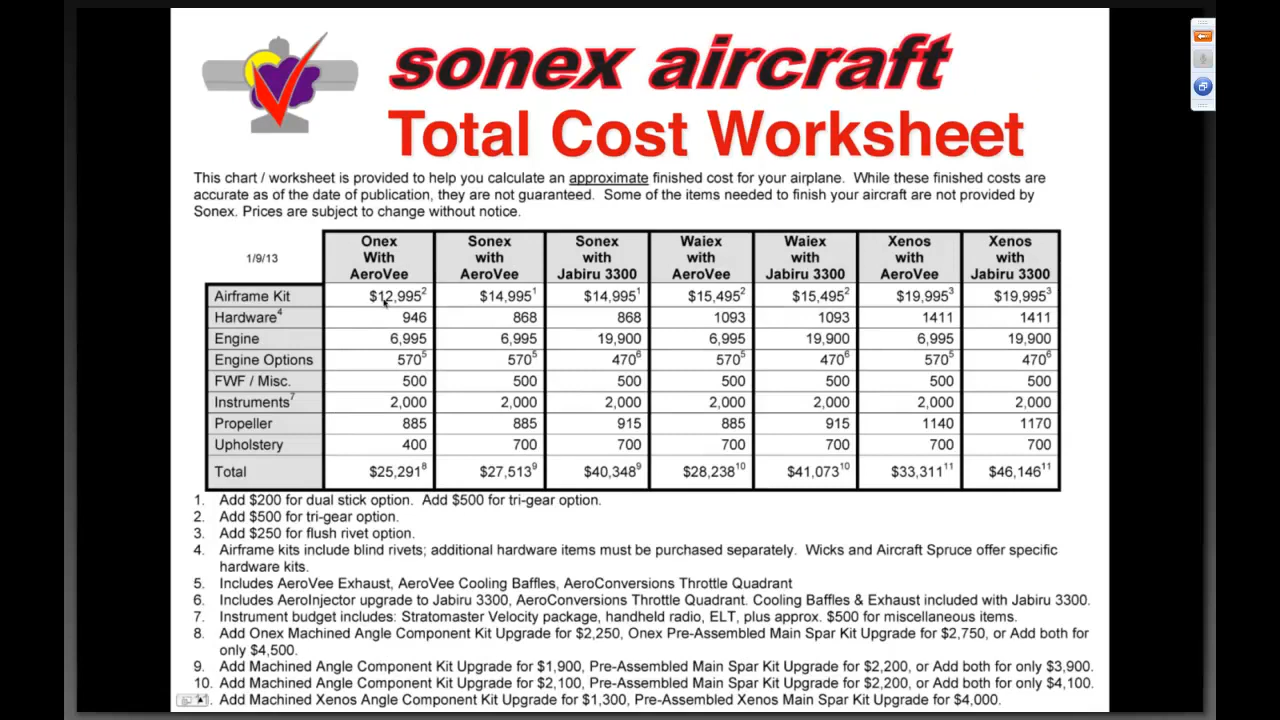 sonex aircraft
Total Cost Worksheet
This chart / worksheet is provided to help you calculate an approximate finished cost for your airplane. While these finished costs are
accurate as of the date of publication, they are not guaranteed. Some of the items needed to finish your aircraft are not provided by
Sonex. Prices are subject to change without notice.
1/9/13 Onex With AeroVee Sonex with AeroVee Sonex with Jabiru 3300 Waiex with AeroVee Waiex with Jabiru 3300 Xenos with AeroVee Xenos with Jabiru 3300
Airframe Kit $12,995² $14,995¹ $14,995¹ $15,495² $15,495² $19,995³ $19,995³
Hardware⁴ 946 868 868 1093 1093 1411 1411
Engine 6,995 6,995 19,900 6,995 19,900 6,995 19,900
Engine Options 570⁵ 570⁵ 470⁶ 570⁵ 470⁶ 570⁵ 470⁶
FWF / Misc. 500 500 500 500 500 500 500
Instruments⁷ 2,000 2,000 2,000 2,000 2,000 2,000 2,000
Propeller 885 885 915 885 915 1140 1170
Upholstery 400 700 700 700 700 700 700
Total $25,291⁸ $27,513⁹ $40,348⁹ $28,238¹⁰ $41,073¹⁰ $33,311¹¹ $46,146¹¹
1. Add $200 for dual stick option. Add $500 for tri-gear option.
2. Add $500 for tri-gear option.
3. Add $250 for flush rivet option.
4. Airframe kits include blind rivets; additional hardware items must be purchased separately. Wicks and Aircraft Spruce offer specific
hardware kits.
5. Includes AeroVee Exhaust, AeroVee Cooling Baffles, AeroConversions Throttle Quadrant
6. Includes AeroInjector upgrade to Jabiru 3300, AeroConversions Throttle Quadrant. Cooling Baffles & Exhaust included with Jabiru 3300.
7. Instrument budget includes: Stratomaster Velocity package, handheld radio, ELT, plus approx. $500 for miscellaneous items.
8. Add Onex Machined Angle Component Kit Upgrade for $2,250, Onex Pre-Assembled Main Spar Kit Upgrade for $2,750, or Add both for
only $4,500.
9. Add Machined Angle Component Kit Upgrade for $1,900, Pre-Assembled Main Spar Kit Upgrade for $2,200, or Add both for only $3,900.
10. Add Machined Angle Component Kit Upgrade for $2,100, Pre-Assembled Main Spar Kit Upgrade for $2,200, or Add both for only $4,100.
. Add Machined Xenos Angle Component Kit Upgrade for $1,300, Pre-Assembled Xenos Main Spar Kit Upgrade for $4,000.